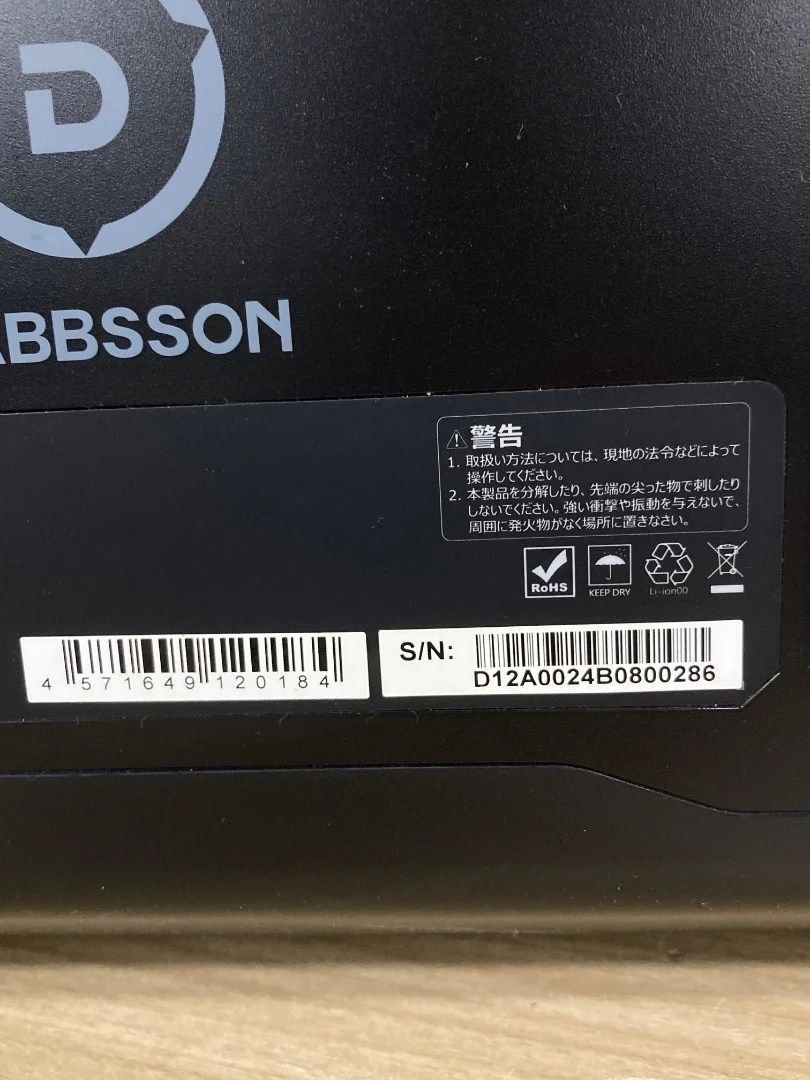 D
ABBSSON
警告
1. 取扱い方法については、現地の法令などによって
操作してください。
2. 本製品を分解したり、先端の尖った物で刺したり
しないでください。強い衝撃や振動を与えないで、
周囲に発火物がなく場所に置きなさい。
RoHS
KEEP DRY
Li-ion00
4 571649 120184
S/N:
D12A0024B0800286